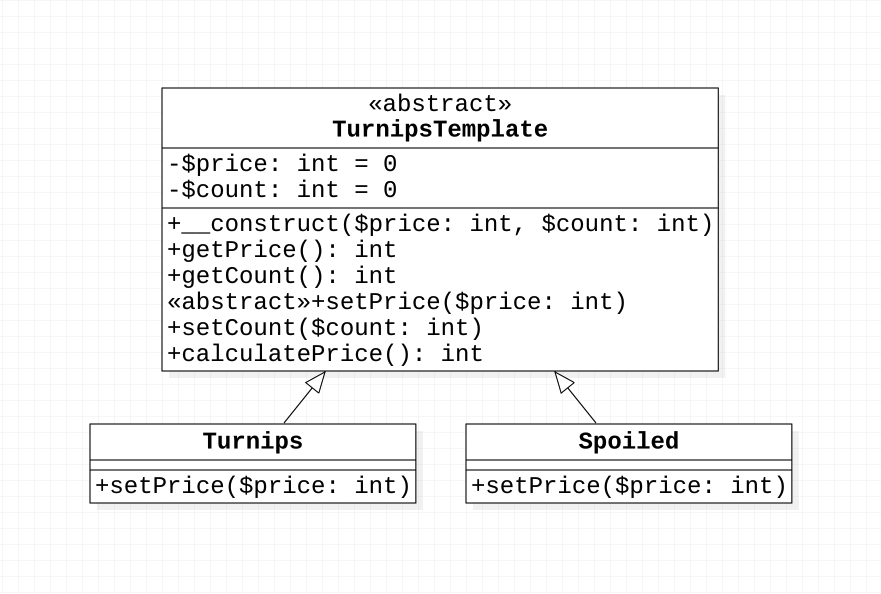 «abstract»
TurnipsTemplate
-$price: int = 0
-$count: int = 0
+__construct($price: int, $count: int)
+getPrice(): int
+getCount(): int
«abstract»+setPrice($price: int)
+setCount($count: int)
+calculatePrice(): int
Turnips
+setPrice($price: int)
Spoiled
+setPrice($price: int)